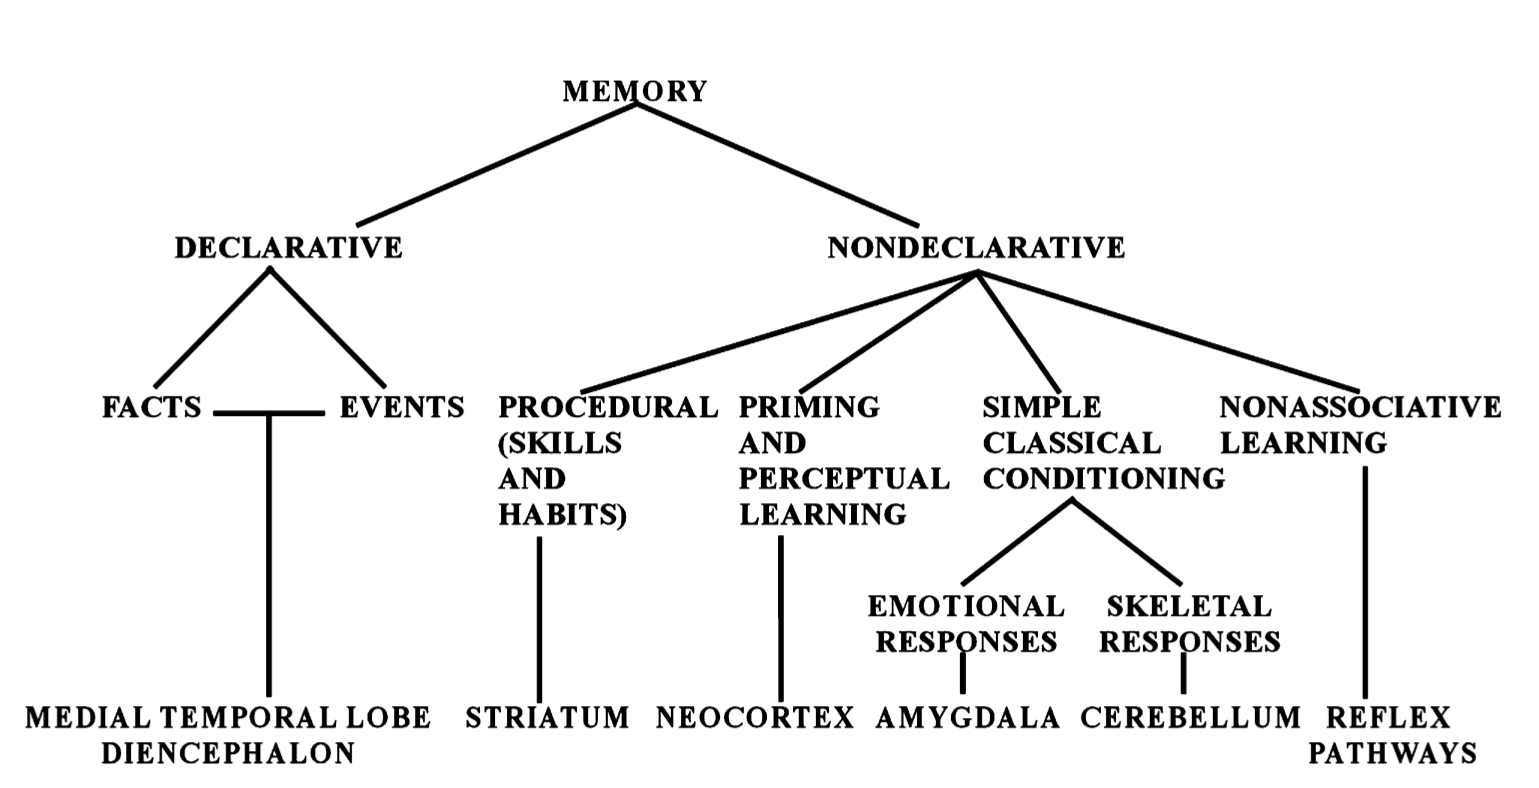 MEMORY
DECLARATIVE
NONDECLARATIVE
FACTS
EVENTS
PROCEDURAL
(SKILLS
AND
HABITS)
PRIMING
AND
PERCEPTUAL
LEARNING
SIMPLE
CLASSICAL
CONDITIONING
NONASSOCIATIVE
LEARNING
EMOTIONAL
RESPONSES
SKELETAL
RESPONSES
MEDIAL TEMPORAL LOBE
DIENCEPHALON
STRIATUM
NEOCORTEX
AMYGDALA
CEREBELLUM
REFLEX
PATHWAYS